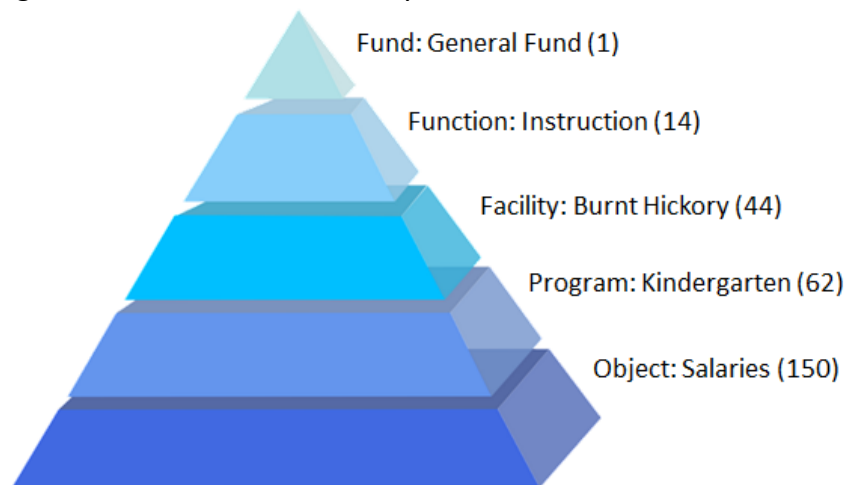 Fund: General Fund (1)
Function: Instruction (14)
Facility: Burnt Hickory (44)
Program: Kindergarten (62)
Object: Salaries (150)